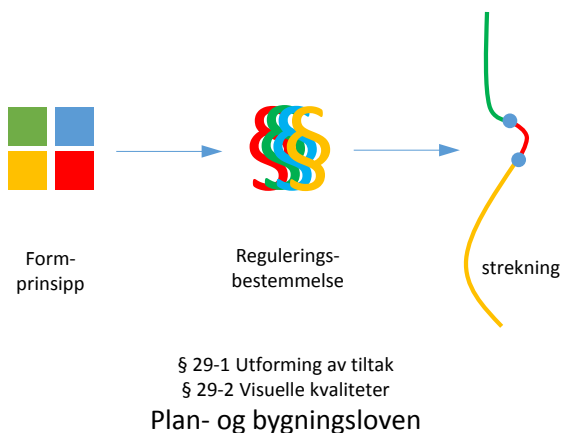 §§§§
Form-
prinsipp
Regulerings-
bestemmelse
strekning
§ 29-1 Utforming av tiltak
§ 29-2 Visuelle kvaliteter
Plan- og bygningsloven